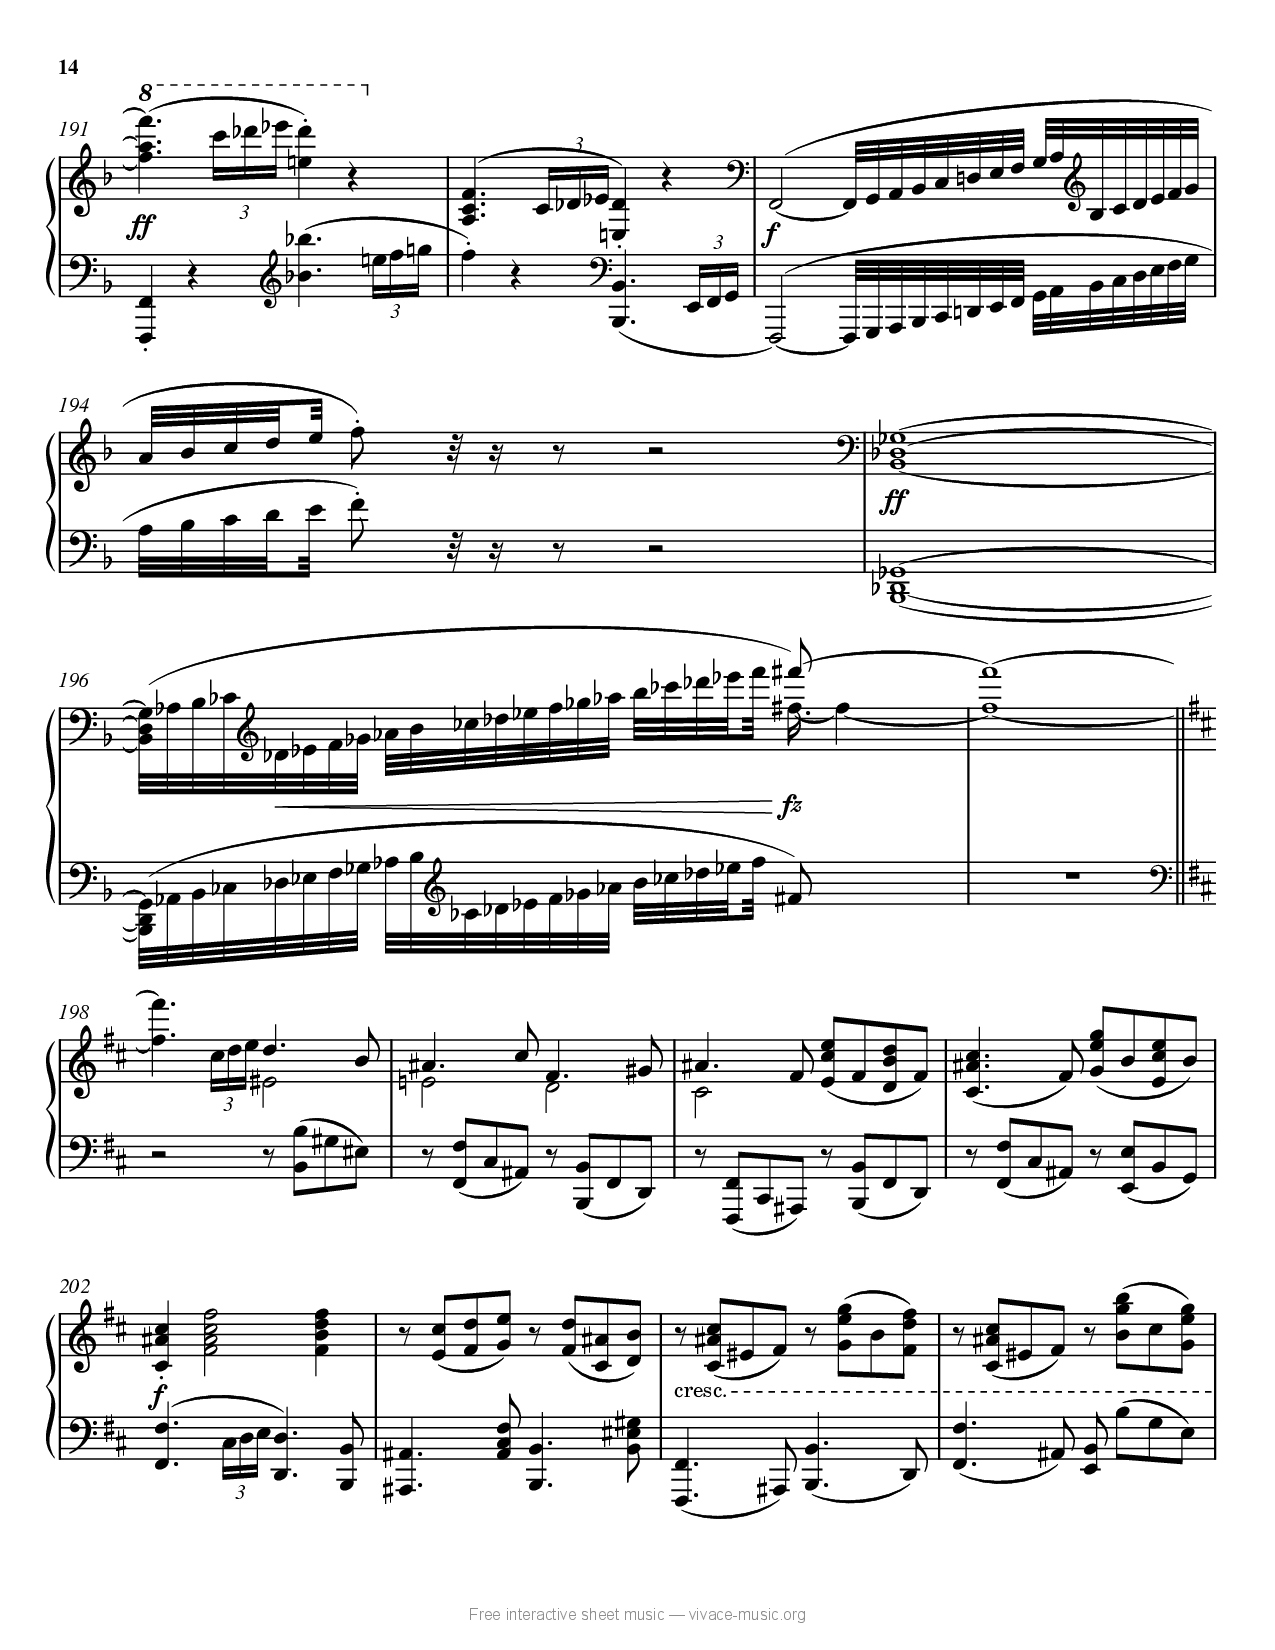 14
8
191
3
3
ff
f
3
3
194
ff
196
fz
198
3
202
f
cresc.
3
Free interactive sheet music — vivace-music.org